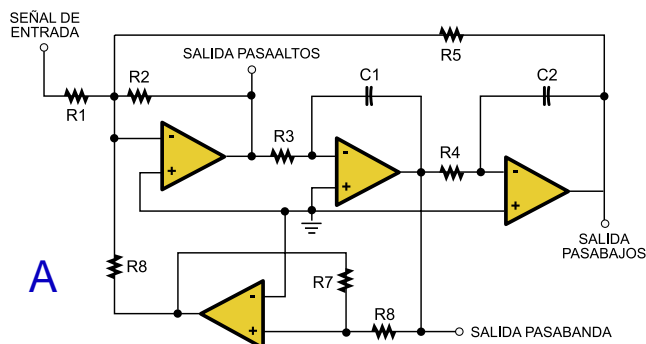 SEÑAL DE
ENTRADA
SALIDA PASAALTOS
R5
R2
C1
C2
R1
R3
R4
-
+
-
+
-
+
SALIDA
PASABAJOS
R8
R7
A
-
+
R8
SALIDA PASABANDA